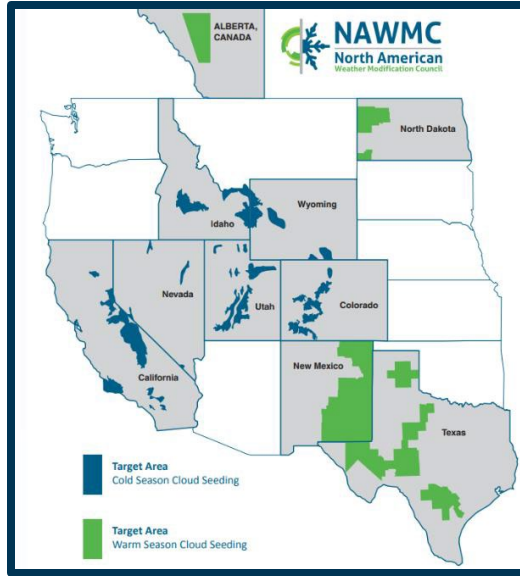 ALBERTA,
CANADA
NAWMC
North American
Weather Modification Council
North Dakota
Idaho
Wyoming
Nevada
Utah
Colorado
California
New Mexico
Texas
Target Area
Cold Season Cloud Seeding
Target Area
Warm Season Cloud Seeding